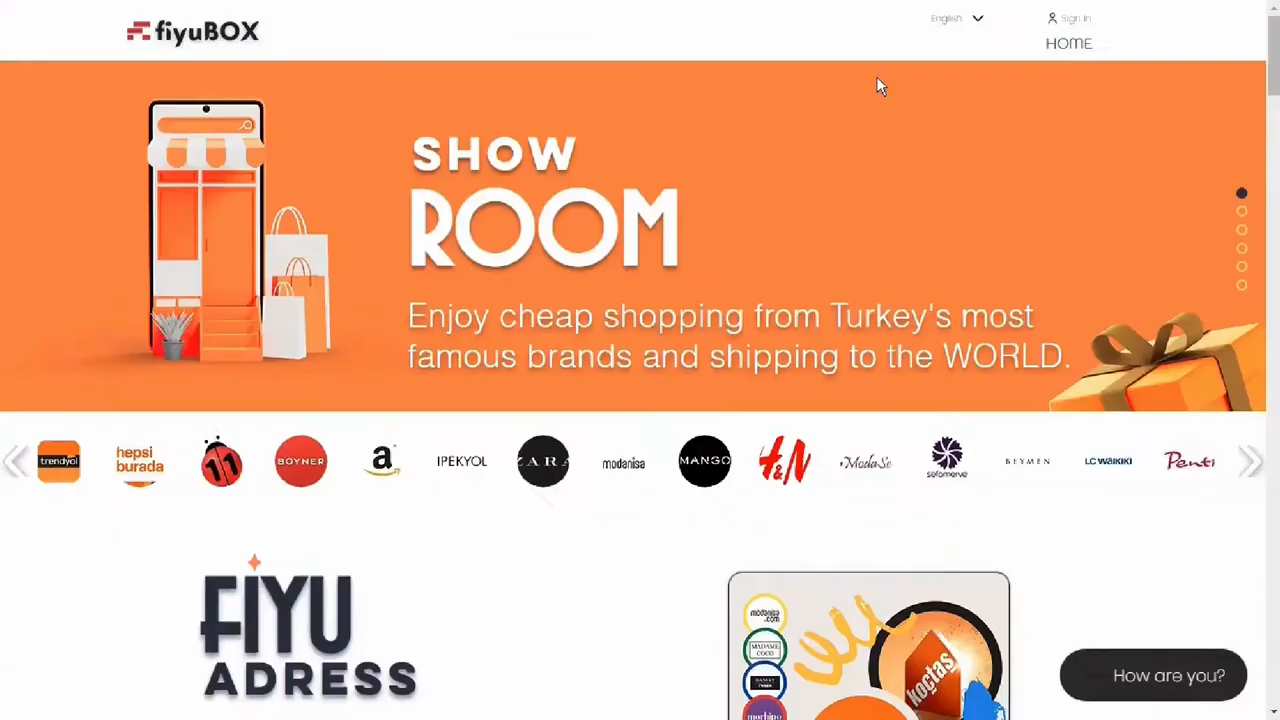 fiyuBOX
English
Sign In
HOME
SHOW
ROOM
Enjoy cheap shopping from Turkey's most
famous brands and shipping to the WORLD.
trendyol
hepsi
burada
11
BOYNER
a
IPEKYOL
ZARA
modanisa
MANGO
H&M
ModaSe
sefamerve
BEYMEN
LC WAIKIKI
Penti
FiYU
ADRESS
modanisa
.com
MADAME
COCO
koçtaş
morhipo
How are you?